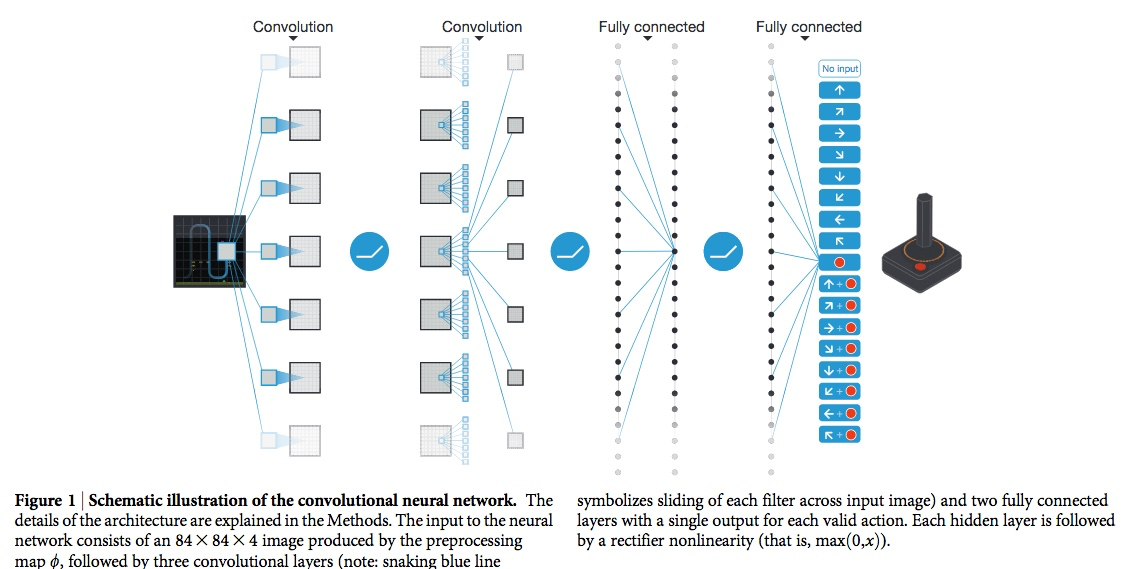 Convolution
Convolution
Fully connected
Fully connected
No input
↑
↗
→
↘
↓
↙
←
↖
↑+
↗+
→+
↘+
↓+
↙+
←+
↖+
Figure 1 | Schematic illustration of the convolutional neural network. The
details of the architecture are explained in the Methods. The input to the neural
network consists of an 84 × 84 × 4 image produced by the preprocessing
map ϕ, followed by three convolutional layers (note: snaking blue line
symbolizes sliding of each filter across input image) and two fully connected
layers with a single output for each valid action. Each hidden layer is followed
by a rectifier nonlinearity (that is, max(0,x)).